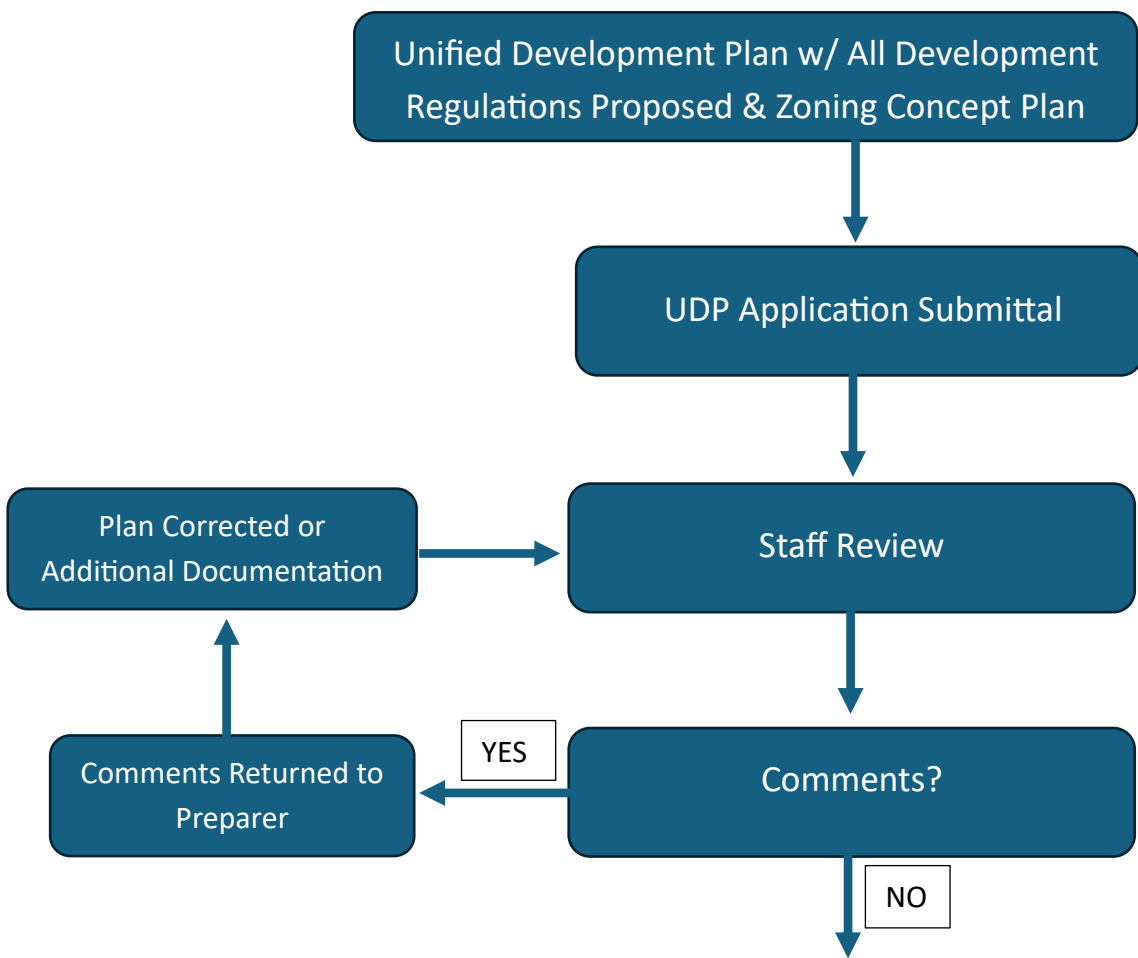 Unified Development Plan w/ All Development
Regulations Proposed & Zoning Concept Plan
UDP Application Submittal
Plan Corrected or
Additional Documentation
Staff Review
YES
Comments Returned to
Preparer
Comments?
NO